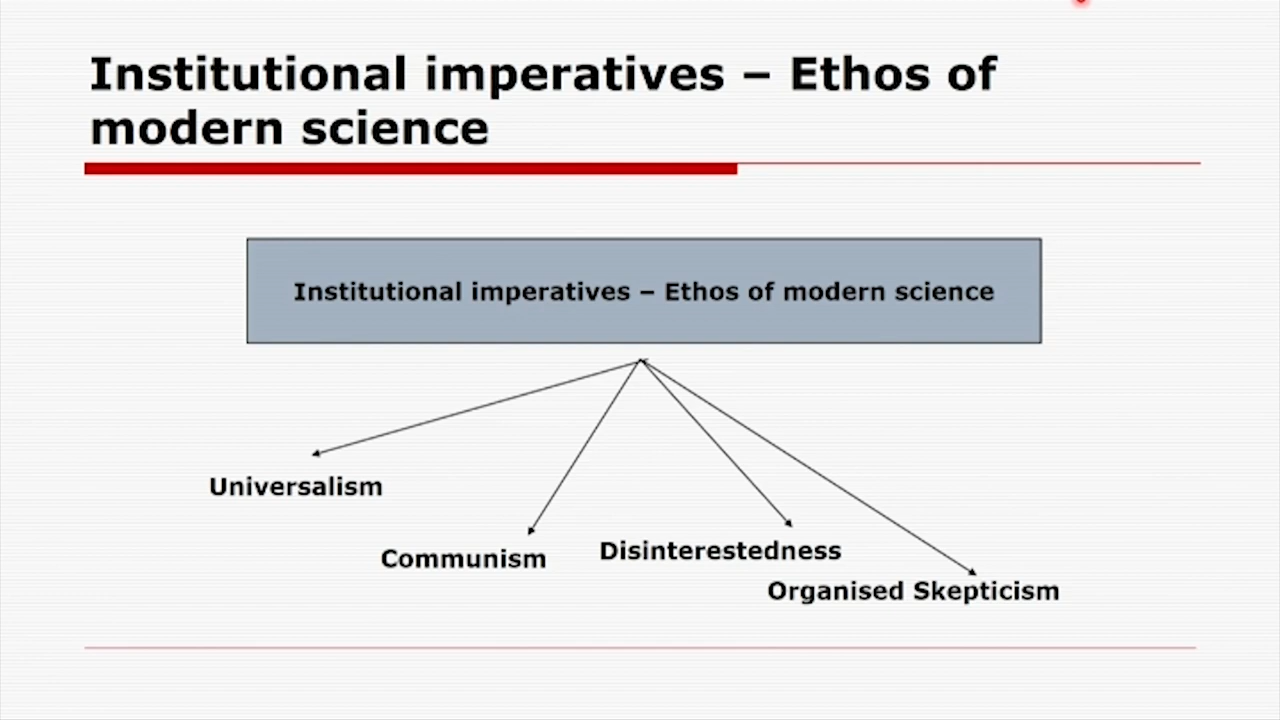 Institutional imperatives – Ethos of
modern science
Institutional imperatives – Ethos of modern science
Universalism
Communism
Disinterestedness
Organised Skepticism